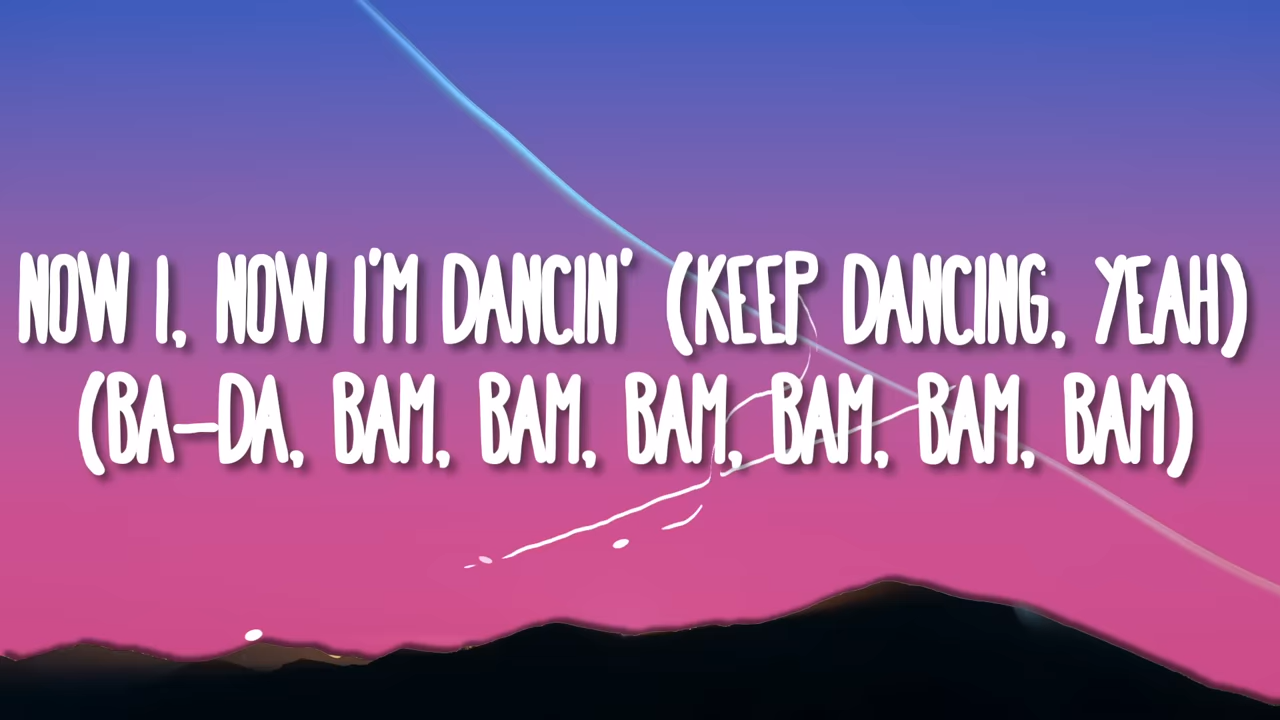 NOW I, NOW I'M DANCIN' (KEEP DANCING, YEAH)
(BA-DA, BAM, BAM, BAM, BAM, BAM, BAM)